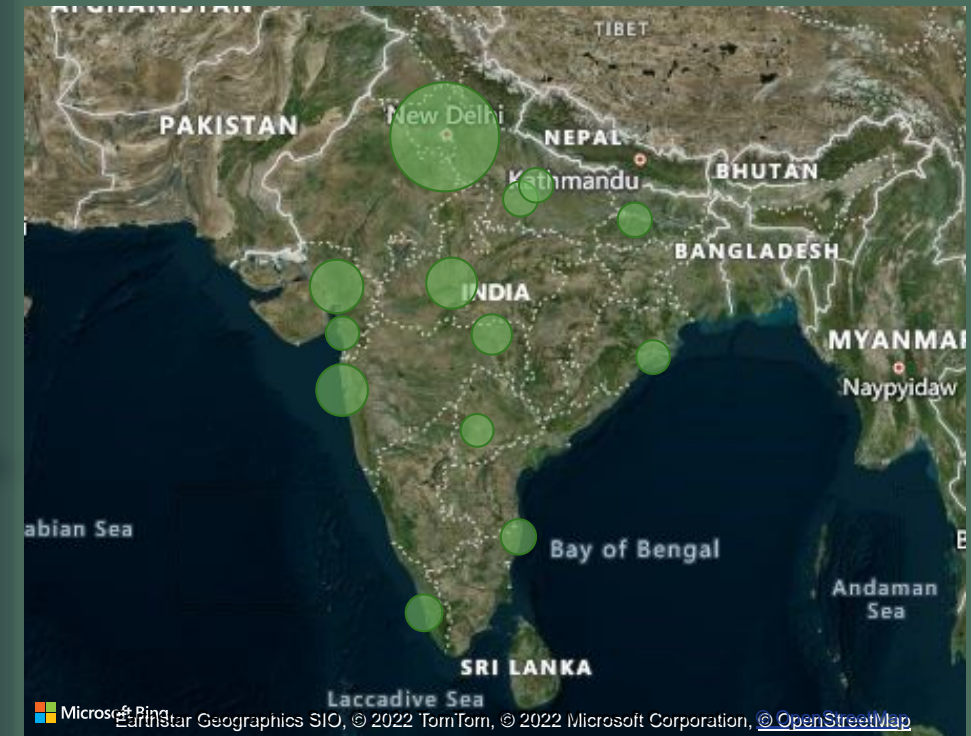 AFGHANISTAN
TIBET
New Delhi
PAKISTAN
NEPAL
Kathmandu
BHUTAN
BANGLADESH
INDIA
MYANMAR
Naypyidaw
abian Sea
Bay of Bengal
Andaman
Sea
SRI LANKA
Laccadive Sea
Microsoft Bing
Earthstar Geographics SIO, © 2022 TomTom, © 2022 Microsoft Corporation, © OpenStreetMap